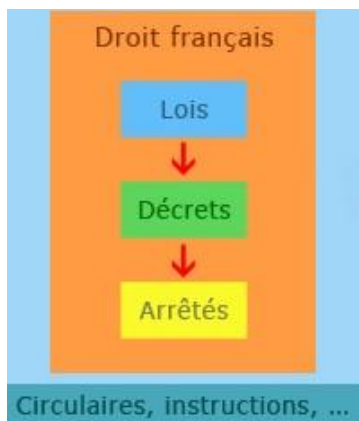 Droit français
Lois
Décrets
Arrêtés
Circulaires, instructions, ...